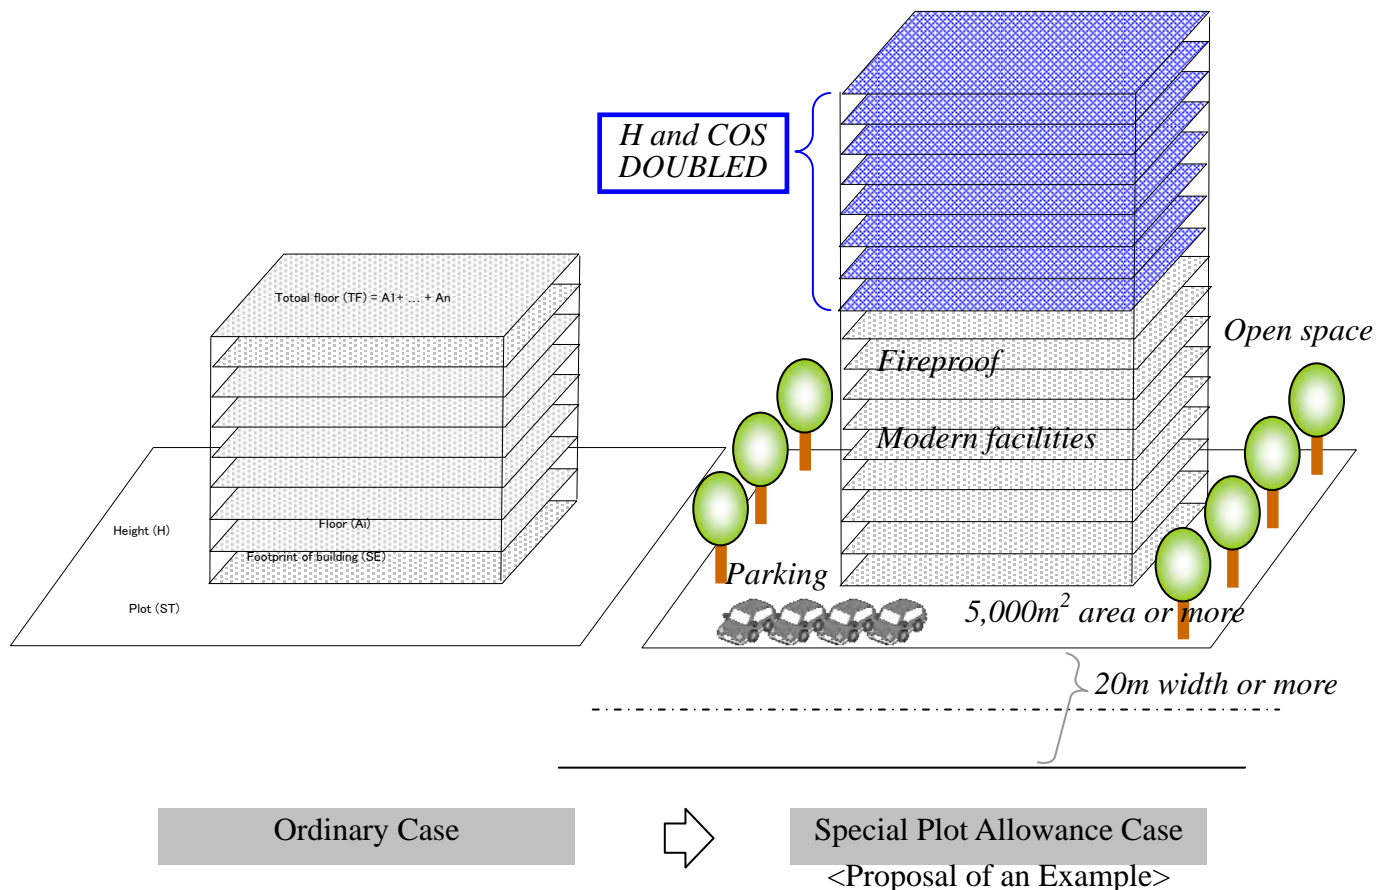 H and COS
DOUBLED
Totoal floor (TF) = A1+ … + An
Open space
Fireproof
Modern facilities
Height (H)
Floor (Ai)
Footprint of building (SE)
Parking
Plot (ST)
5,000m² area or more
20m width or more
Ordinary Case
Special Plot Allowance Case
<Proposal of an Example>